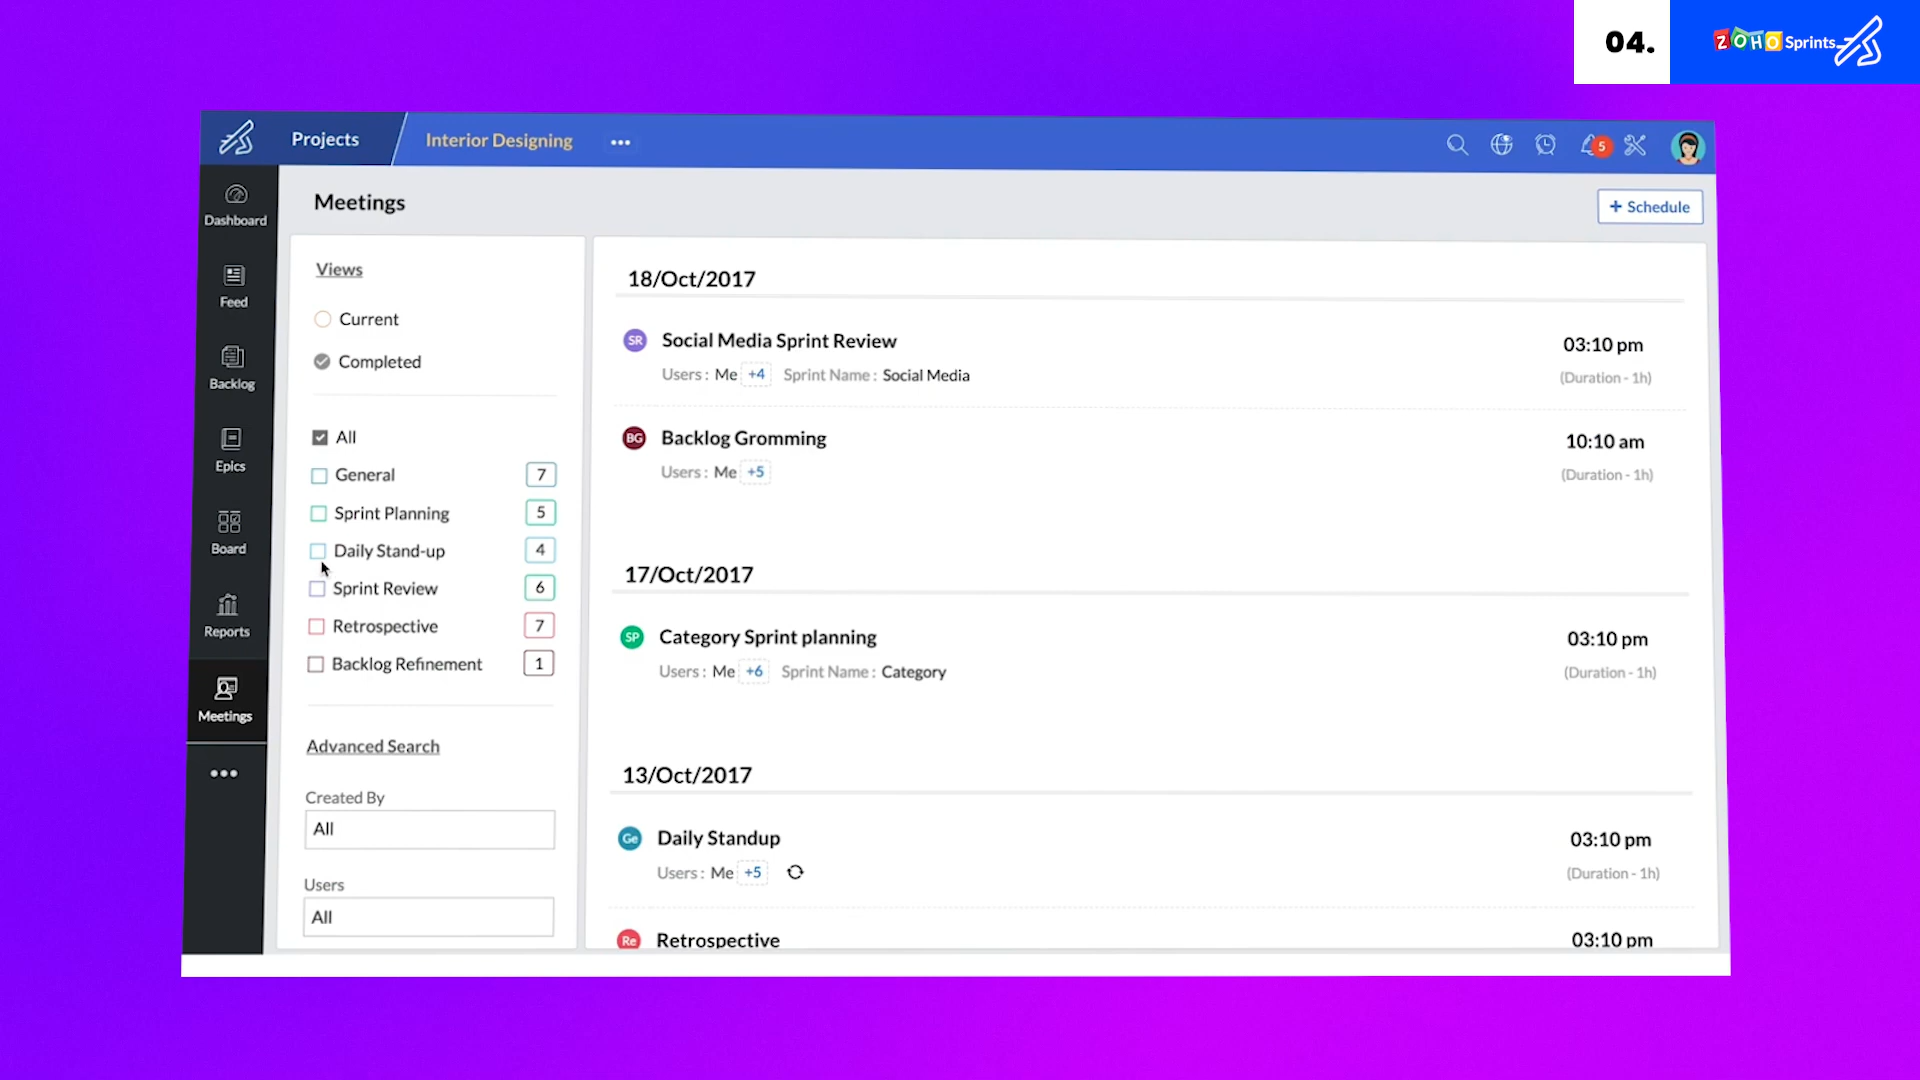 04.
ZOHO Sprints
Projects
Interior Designing
5
Dashboard
Feed
Backlog
Epics
Board
Reports
Meetings
Meetings
+ Schedule
Views
Current
Completed
All
General 7
Sprint Planning 5
Daily Stand-up 4
Sprint Review 6
Retrospective 7
Backlog Refinement 1
Advanced Search
Created By
All
Users
All
18/Oct/2017
SR Social Media Sprint Review 03:10 pm
Users : Me +4 Sprint Name : Social Media (Duration - 1h)
BG Backlog Gromming 10:10 am
Users : Me +5 (Duration - 1h)
17/Oct/2017
SP Category Sprint planning 03:10 pm
Users : Me +6 Sprint Name : Category (Duration - 1h)
13/Oct/2017
Ge Daily Standup 03:10 pm
Users : Me +5 (Duration - 1h)
Re Retrospective 03:10 pm